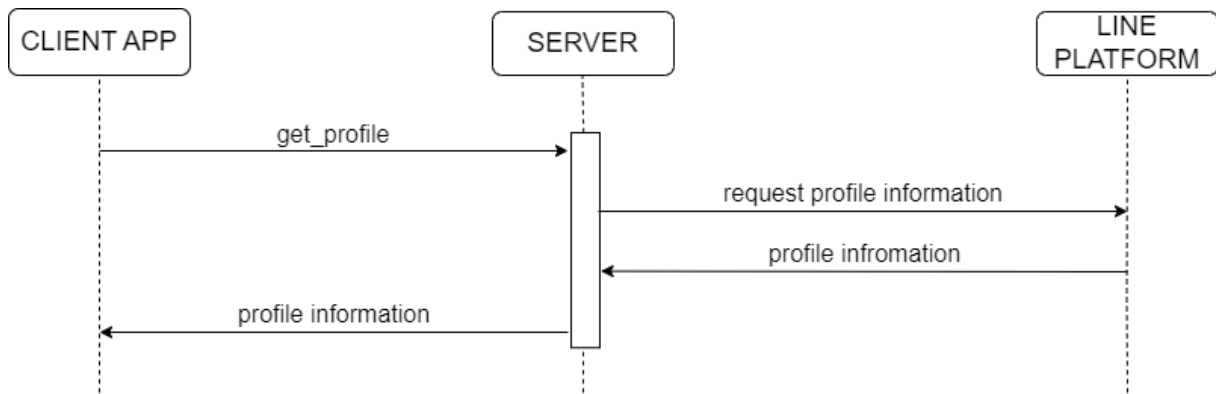 CLIENT APP
SERVER
LINE
PLATFORM
get_profile
request profile information
profile infromation
profile information